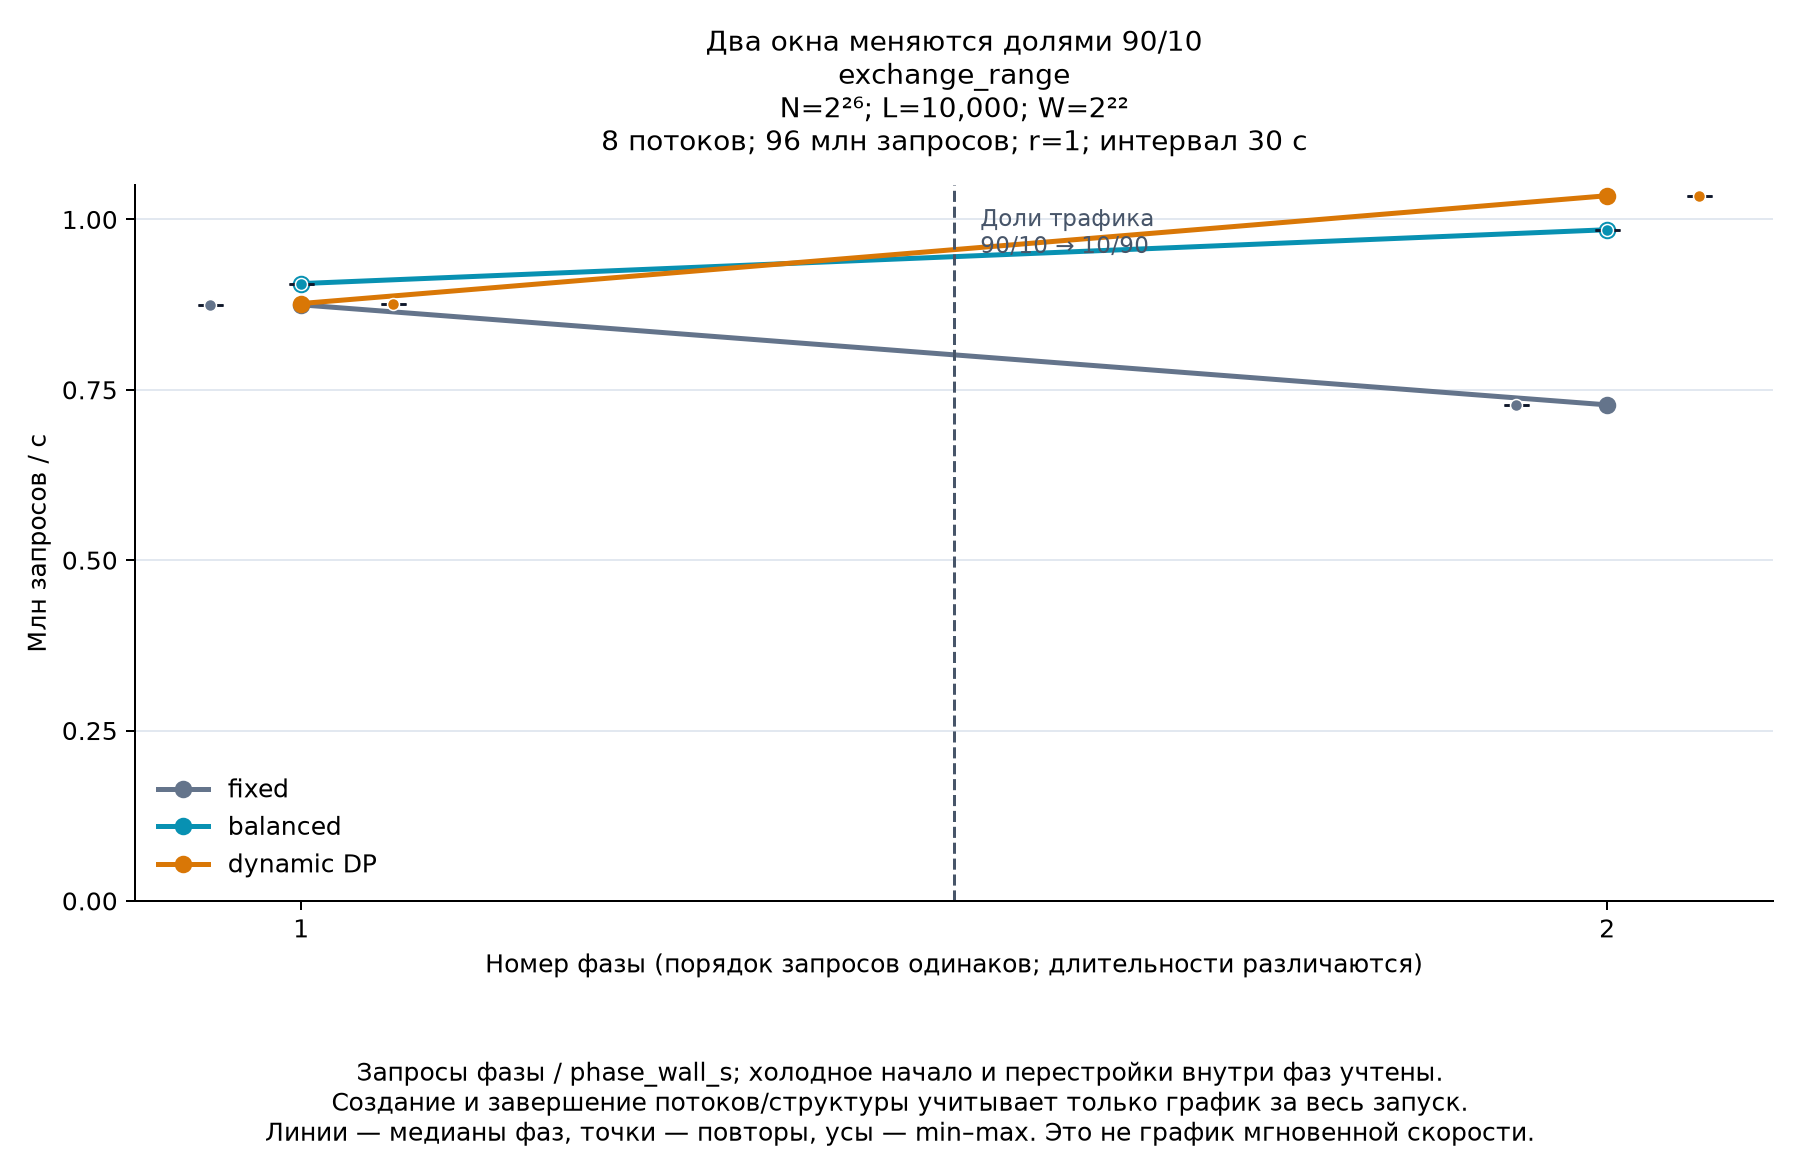 Два окна меняются долями 90/10
exchange_range
N=2²⁶; L=10,000; W=2²²
8 потоков; 96 млн запросов; r=1; интервал 30 с
Доли трафика
90/10 → 10/90
1.00
0.75
0.50
0.25
0.00
Млн запросов / с
fixed
balanced
dynamic DP
1 2
Номер фазы (порядок запросов одинаков; длительности различаются)
Запросы фазы / phase_wall_s; холодное начало и перестройки внутри фаз учтены.
Создание и завершение потоков/структуры учитывает только график за весь запуск.
Линии — медианы фаз, точки — повторы, усы — min–max. Это не график мгновенной скорости.